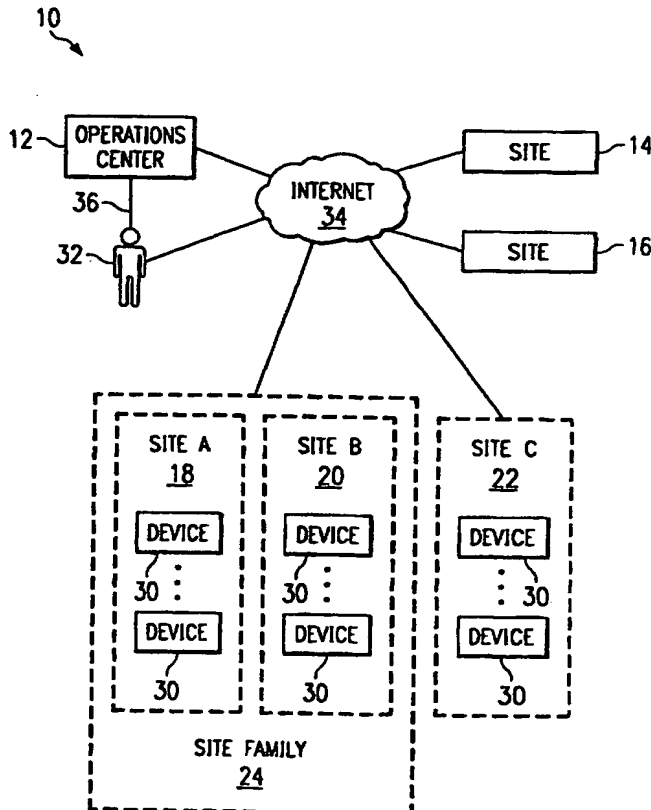 10
12
OPERATIONS
CENTER
36
32
INTERNET
34
SITE
14
SITE
16
SITE A
18
DEVICE
30
DEVICE
30
SITE B
20
DEVICE
30
DEVICE
30
SITE C
22
DEVICE
30
DEVICE
30
SITE FAMILY
24